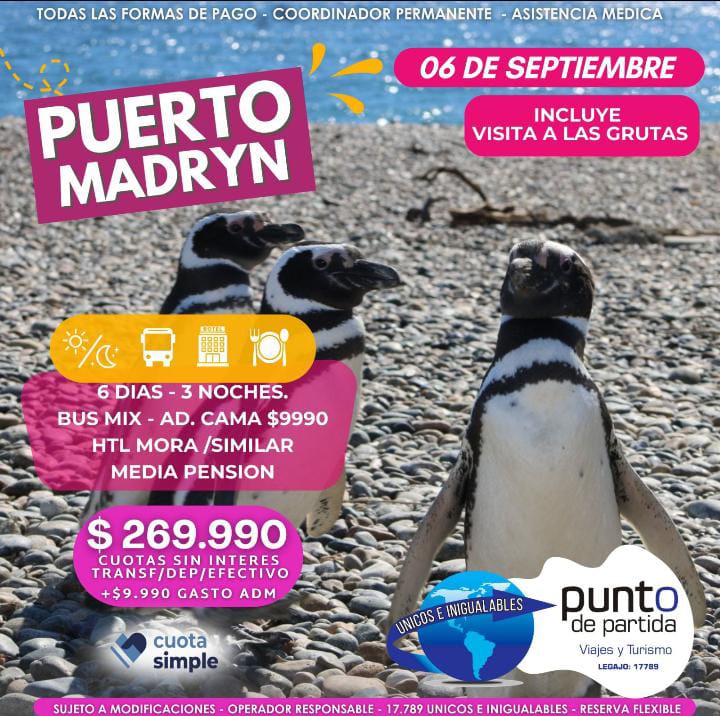 TODAS LAS FORMAS DE PAGO - COORDINADOR PERMANENTE - ASISTENCIA MEDICA
06 DE SEPTIEMBRE
INCLUYE
VISITA A LAS GRUTAS
PUERTO
MADRYN
HOTEL
6 DIAS - 3 NOCHES.
BUS MIX - AD. CAMA $9990
HTL MORA /SIMILAR
MEDIA PENSION
$ 269.990
CUOTAS SIN INTERES
TRANSF/DEP/EFECTIVO
+$9.990 GASTO ADM
cuota
simple
UNICOS E INIGUALABLES
punto
de partida
Viajes y Turismo
LEGAJO: 17789
SUJETO A MODIFICACIONES - OPERADOR RESPONSABLE - 17.789 UNICOS E INIGUALABLES - RESERVA FLEXIBLE